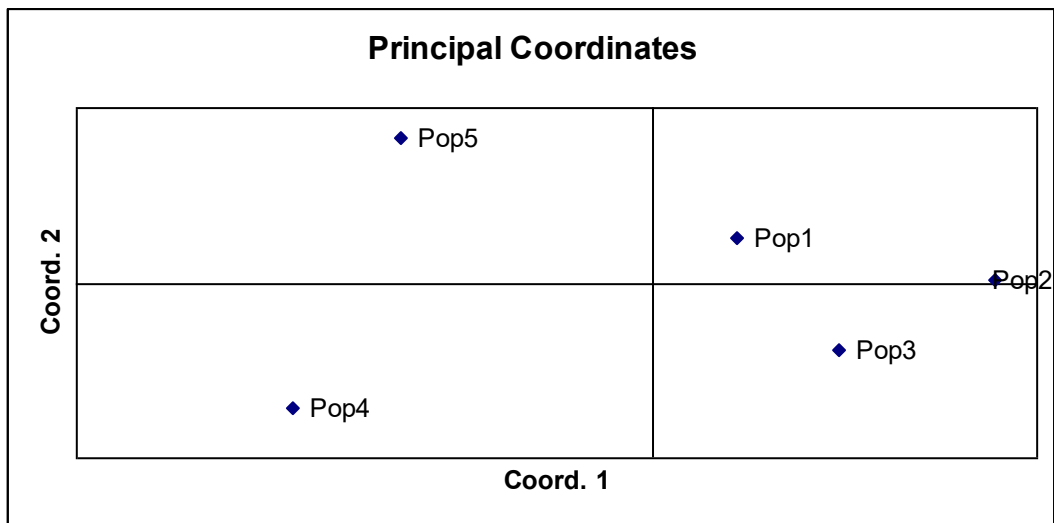 Principal Coordinates
Pop5
Pop1
Pop2
Pop3
Pop4
Coord. 2
Coord. 1